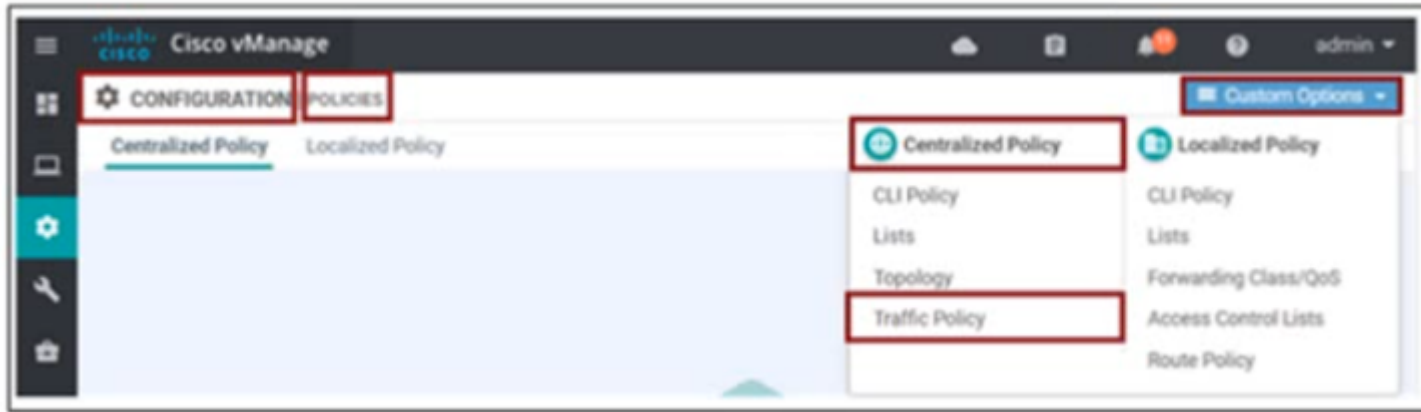 cisco Cisco vManage admin
CONFIGURATION POLICIES Custom Options
Centralized Policy Localized Policy
Centralized Policy
CLI Policy
Lists
Topology
Traffic Policy
Localized Policy
CLI Policy
Lists
Forwarding Class/QoS
Access Control Lists
Route Policy